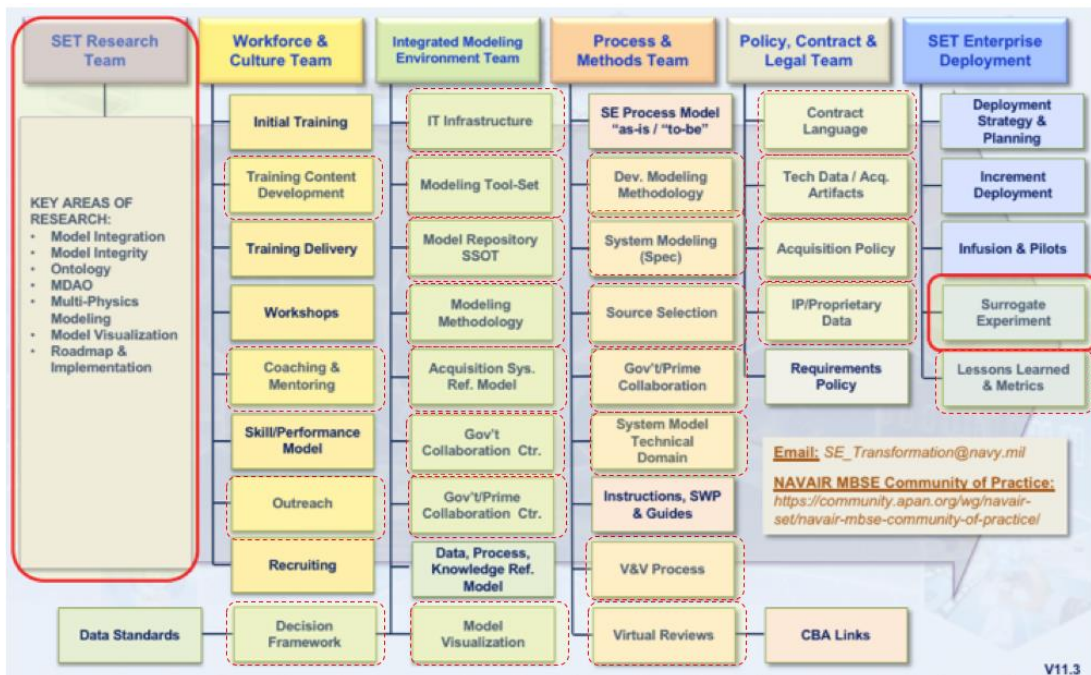 SET Research
Team
Workforce &
Culture Team
Integrated Modeling
Environment Team
Process &
Methods Team
Policy, Contract &
Legal Team
SET Enterprise
Deployment
KEY AREAS OF
RESEARCH:
• Model Integration
• Model Integrity
• Ontology
• MDAO
• Multi-Physics
Modeling
• Model Visualization
• Roadmap &
Implementation
Initial Training
Training Content
Development
Training Delivery
Workshops
Coaching &
Mentoring
Skill/Performance
Model
Outreach
Recruiting
Data Standards
Decision
Framework
IT Infrastructure
Modeling Tool-Set
Model Repository
SSOT
Modeling
Methodology
Acquisition Sys.
Ref. Model
Gov't
Collaboration Ctr.
Gov't/Prime
Collaboration Ctr.
Data, Process,
Knowledge Ref.
Model
Model
Visualization
SE Process Model
"as-is / "to-be"
Dev. Modeling
Methodology
System Modeling
(Spec)
Source Selection
Gov't/Prime
Collaboration
System Model
Technical
Domain
Instructions, SWP
& Guides
V&V Process
Virtual Reviews
CBA Links
Contract
Language
Tech Data / Acq.
Artifacts
Acquisition Policy
IP/Proprietary
Data
Requirements
Policy
Deployment
Strategy &
Planning
Increment
Deployment
Infusion & Pilots
Surrogate
Experiment
Lessons Learned
& Metrics
Email: SE_Transformation@navy.mil
NAVAIR MBSE Community of Practice:
https://community.apan.org/wg/navair-
set/navair-mbse-community-of-practice/
V11.3